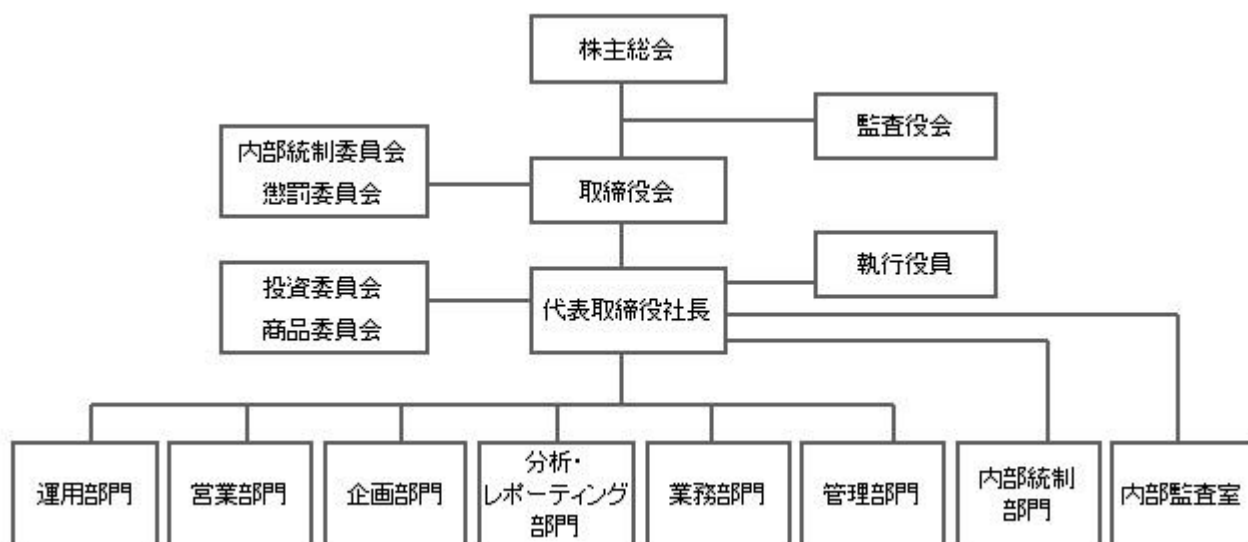 株主総会
監査役会
内部統制委員会
懲罰委員会
取締役会
執行役員
投資委員会
商品委員会
代表取締役社長
運用部門
営業部門
企画部門
分析・
レポーティング
部門
業務部門
管理部門
内部統制
部門
内部監査室